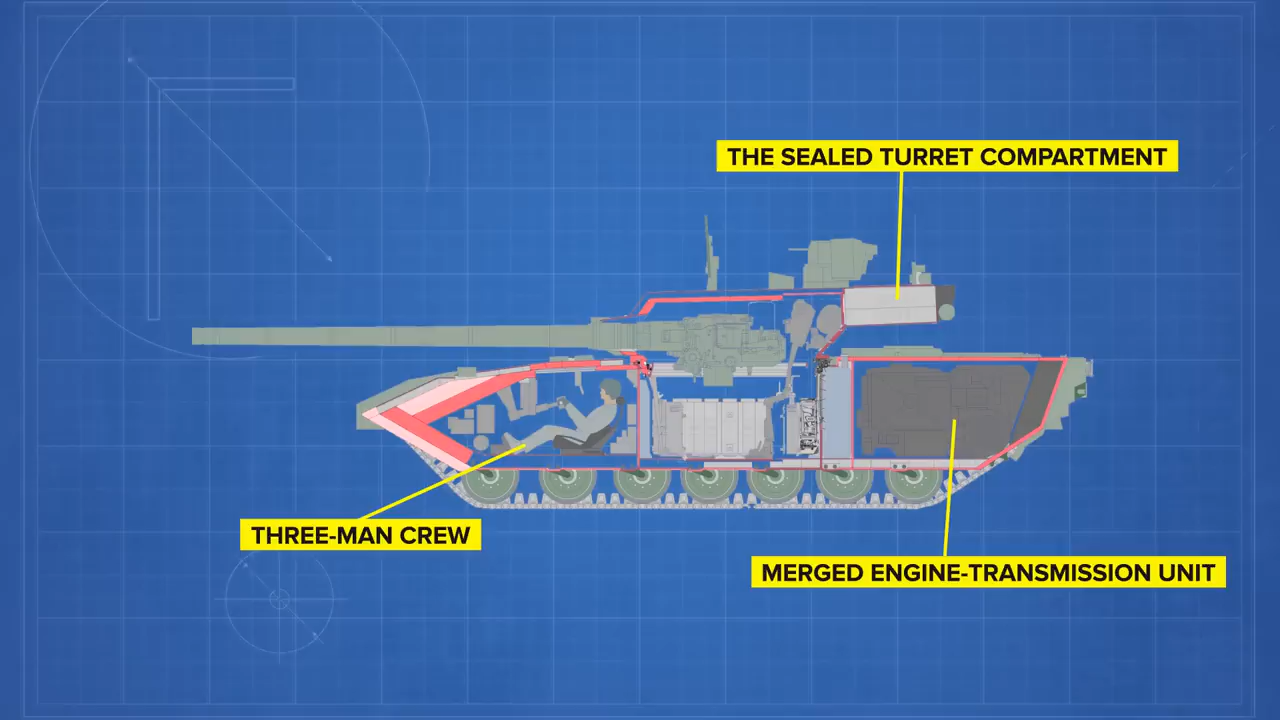 THE SEALED TURRET COMPARTMENT
THREE-MAN CREW
MERGED ENGINE-TRANSMISSION UNIT